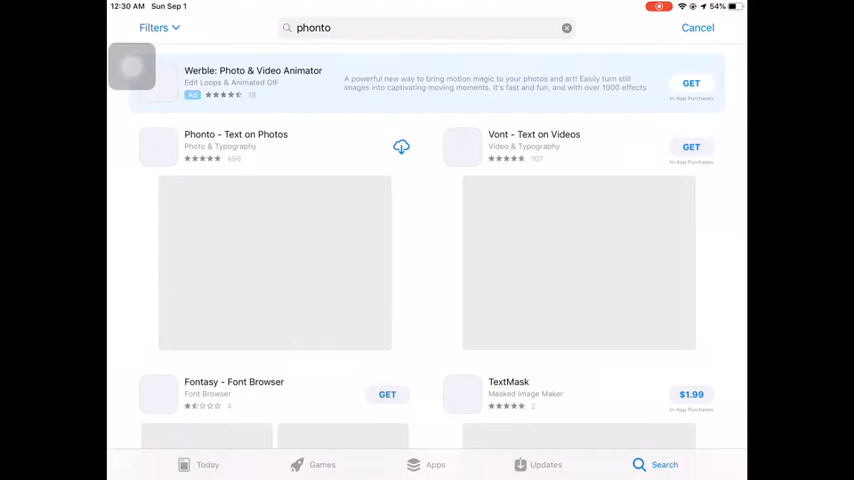 12:30 AM Sun Sep 1
54%
Filters
phonto
Cancel
Werble: Photo & Video Animator
Edit Loops & Animated GIF
Ad 18
A powerful new way to bring motion magic to your photos and art! Easily turn still
images into captivating moving moments. It's fast and fun, and with over 1000 effects
GET
In-App Purchases
Phonto - Text on Photos
Photo & Typography
496
Vont - Text on Videos
Video & Typography
107
GET
In-App Purchases
Fontasy - Font Browser
Font Browser
4
GET
TextMask
Masked Image Maker
2
$1.99
In-App Purchases
Today
Games
Apps
Updates
Search